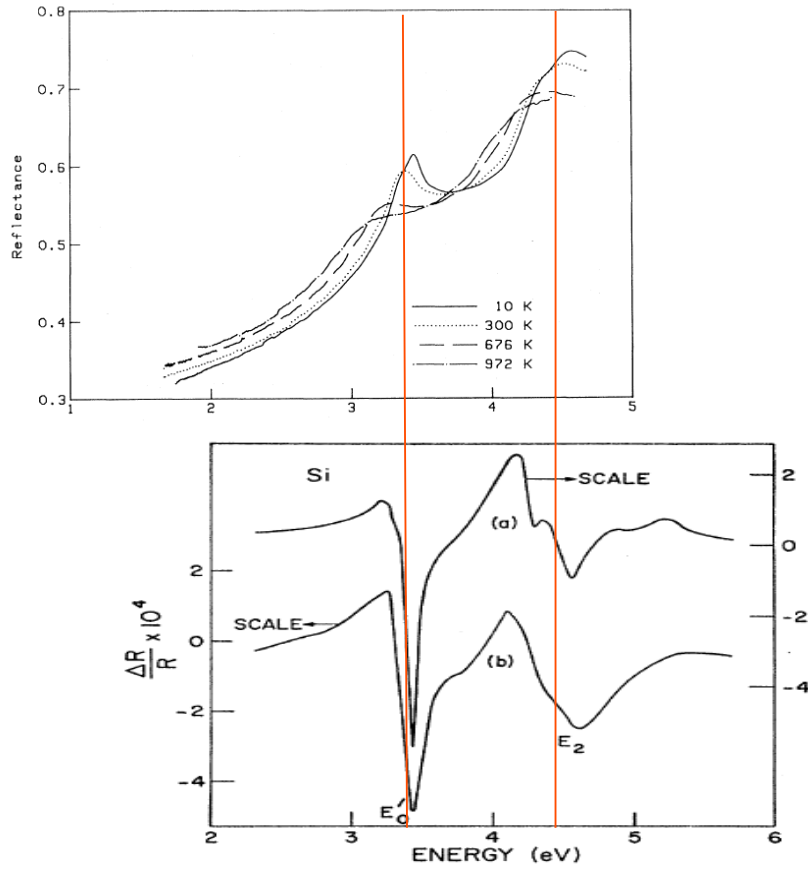 0.8
0.7
0.6
0.5
0.4
0.3
Reflectance
10 K
300 K
676 K
972 K
1
2
3
4
5
Si
SCALE
(a)
2
0
-2
-4
SCALE
(b)
2
0
-2
-4
ΔR/R × 10⁴
E₀′
E₂
2
3
4
5
6
ENERGY (eV)